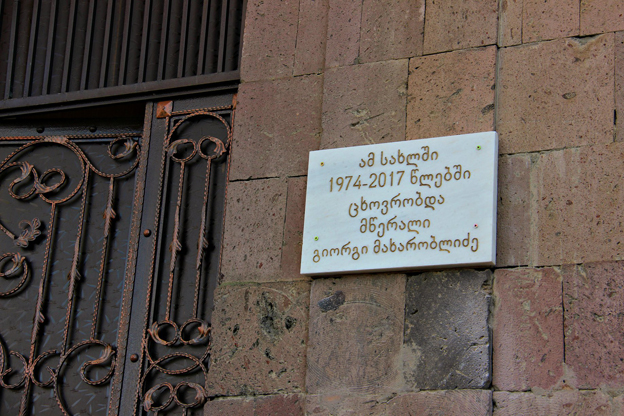 ამ სახლში
1974-2017 წლებში
ცხოვრობდა
მწერალი
გიორგი მახარობლიძე